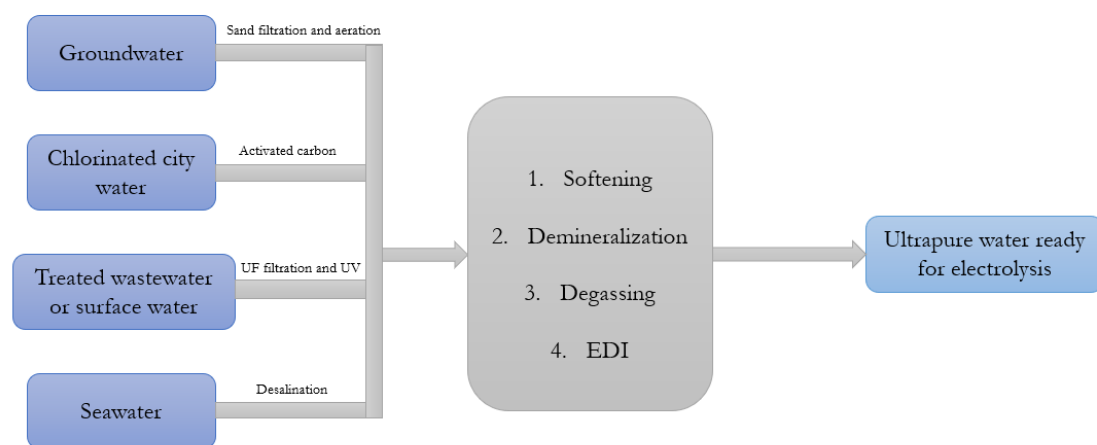 Sand filtration and aeration
Groundwater
Activated carbon
Chlorinated city
water
UF filtration and UV
Treated wastewater
or surface water
Desalination
Seawater
1. Softening
2. Demineralization
3. Degassing
4. EDI
Ultrapure water ready
for electrolysis